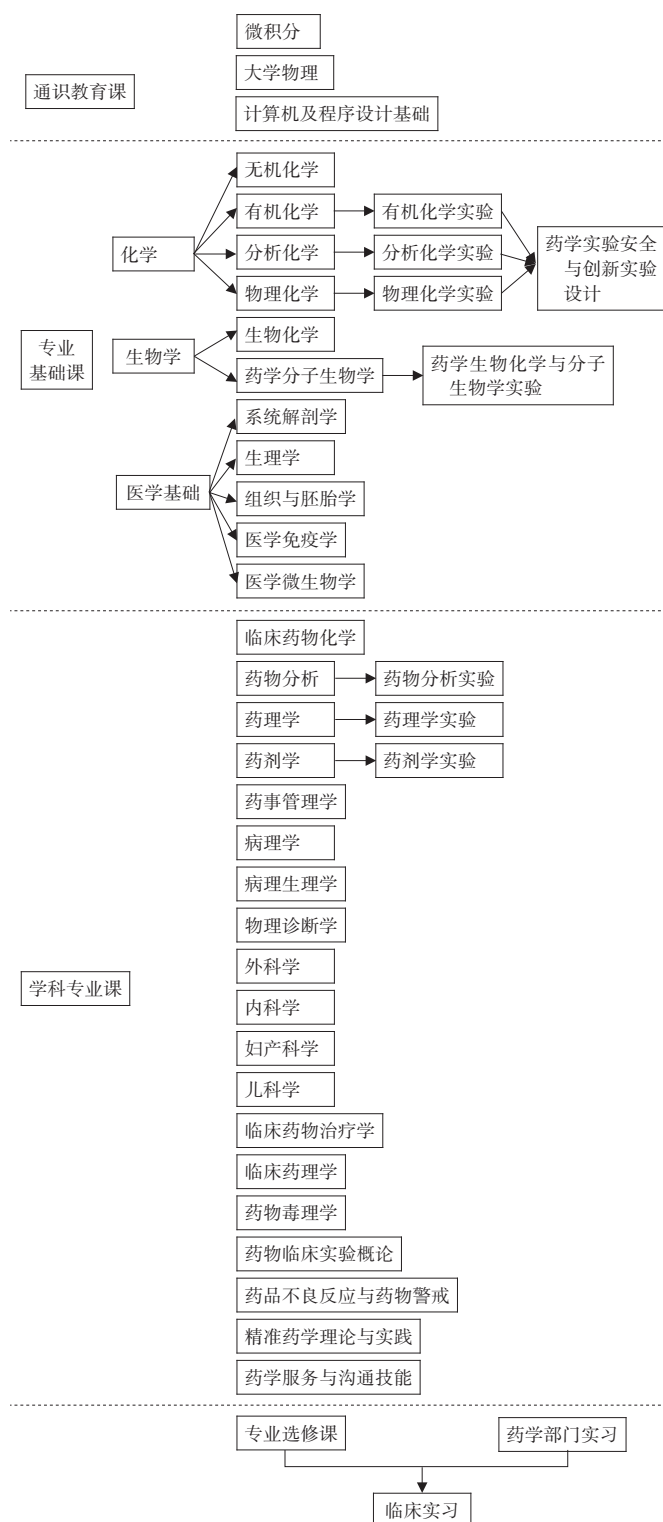 微积分
大学物理
通识教育课
计算机及程序设计基础
无机化学
有机化学
有机化学实验
化学
分析化学
分析化学实验
药学实验安全
与创新实验
设计
物理化学
物理化学实验
专业
基础课
生物学
生物化学
药学分子生物学
药学生物化学与分子
生物学实验
系统解剖学
生理学
医学基础
组织与胚胎学
医学免疫学
医学微生物学
临床药物化学
药物分析
药物分析实验
药理学
药理学实验
药剂学
药剂学实验
药事管理学
病理学
病理生理学
物理诊断学
外科学
学科专业课
内科学
妇产科学
儿科学
临床药物治疗学
临床药理学
药物毒理学
药物临床实验概论
药品不良反应与药物警戒
精准药学理论与实践
药学服务与沟通技能
专业选修课
药学部门实习
临床实习